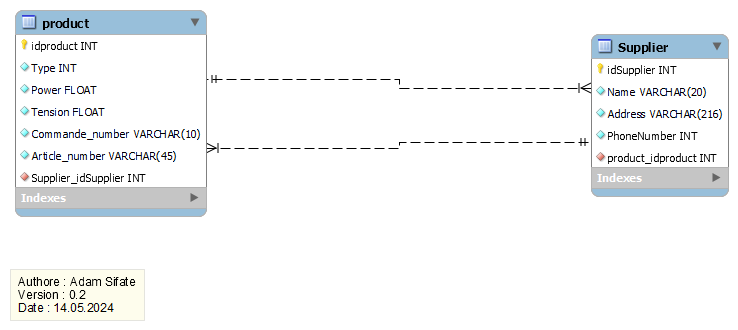 product
idproduct INT
Type INT
Power FLOAT
Tension FLOAT
Commande_number VARCHAR(10)
Article_number VARCHAR(45)
Supplier_idSupplier INT
Indexes
Supplier
idSupplier INT
Name VARCHAR(20)
Address VARCHAR(216)
PhoneNumber INT
product_idproduct INT
Indexes
Authore : Adam Sifate
Version : 0.2
Date : 14.05.2024